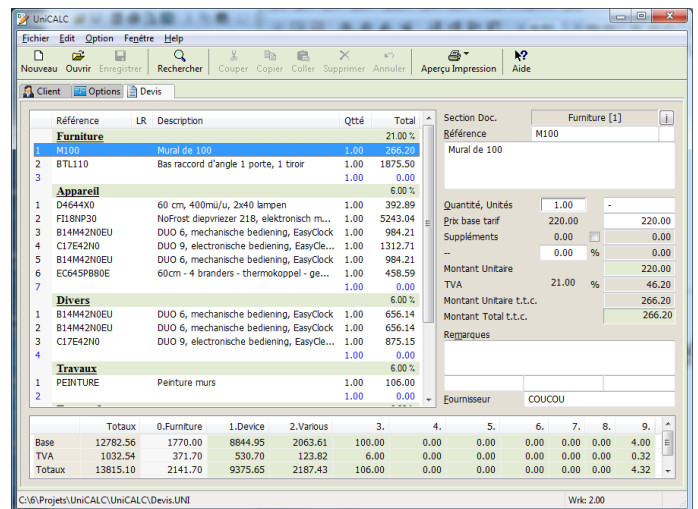 UniCALC
Fichier Edit Option Fenêtre Help
Nouveau Ouvrir Enregistrer Rechercher Couper Copier Coller Supprimer Annuler Aperçu Impression Aide
Client Options Devis
Référence LR Description Qtté Total
Furniture 21.00 %
1 M100 Mural de 100 1.00 266.20
2 BTL110 Bas raccord d'angle 1 porte, 1 tiroir 1.00 1875.50
3 1.00 0.00
Appareil 6.00 %
1 D4644X0 60 cm, 400mü/u, 2x40 lampen 1.00 392.89
2 FI18NP30 NoFrost diepvriezer 218, elektronisch m... 1.00 5243.04
3 B14M42N0EU DUO 6, mechanische bediening, EasyClock 1.00 984.21
4 C17E42N0 DUO 9, electronische bediening, EasyCle... 1.00 1312.71
5 B14M42N0EU DUO 6, mechanische bediening, EasyClock 1.00 984.21
6 EC645PB80E 60cm - 4 branders - thermokoppel - ge... 1.00 458.59
7 1.00 0.00
Divers 6.00 %
1 B14M42N0EU DUO 6, mechanische bediening, EasyClock 1.00 656.14
2 B14M42N0EU DUO 6, mechanische bediening, EasyClock 1.00 656.14
3 C17E42N0 DUO 9, electronische bediening, EasyCle... 1.00 875.15
4 1.00 0.00
Travaux 6.00 %
1 PEINTURE Peinture murs 1.00 106.00
2 1.00 0.00
Section Doc. Furniture [1] i
Référence M100
Mural de 100
Quantité, Unités 1.00 -
Prix base tarif 220.00 220.00
Suppléments 0.00 0.00
-- 0.00 % 0.00
Montant Unitaire 220.00
TVA 21.00 % 46.20
Montant Unitaire t.t.c. 266.20
Montant Total t.t.c. 266.20
Remarques
Fournisseur COUCOU
Totaux 0.Furniture 1.Device 2.Various 3. 4. 5. 6. 7. 8. 9.
Base 12782.56 1770.00 8844.95 2063.61 100.00 0.00 0.00 0.00 0.00 0.00 4.00
TVA 1032.54 371.70 530.70 123.82 6.00 0.00 0.00 0.00 0.00 0.00 0.32
Totaux 13815.10 2141.70 9375.65 2187.43 106.00 0.00 0.00 0.00 0.00 0.00 4.32
C:\6\Projets\UniCALC\UniCALC\Devis.UNI Wrk: 2.00